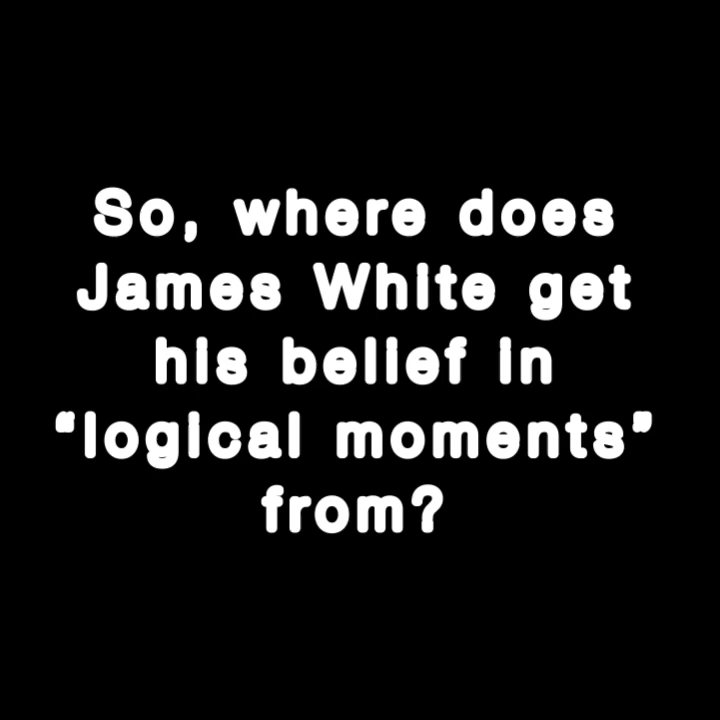 So, where does
James White get
his belief in
“logical moments”
from?